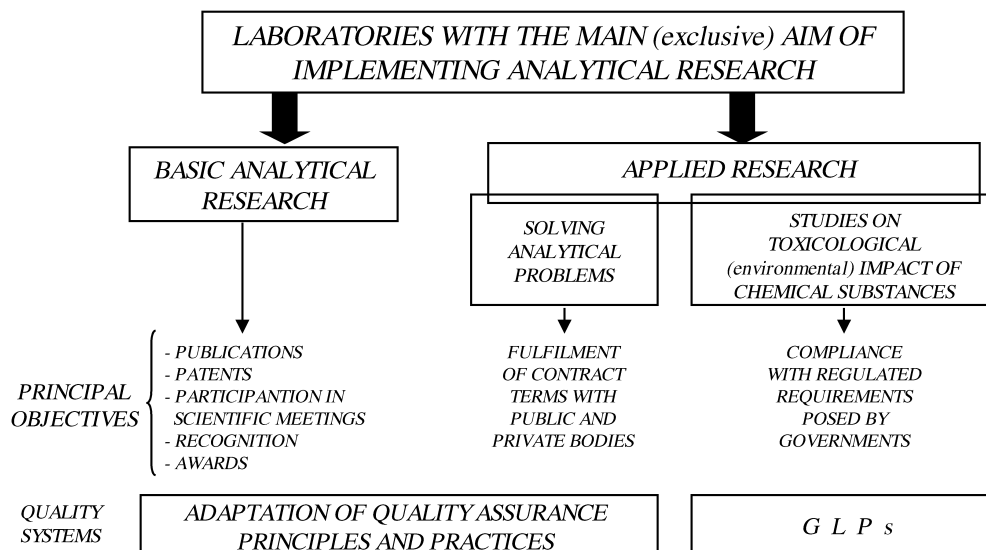 LABORATORIES WITH THE MAIN (exclusive) AIM OF
IMPLEMENTING ANALYTICAL RESEARCH
BASIC ANALYTICAL
RESEARCH
APPLIED RESEARCH
SOLVING
ANALYTICAL
PROBLEMS
STUDIES ON
TOXICOLOGICAL
(environmental) IMPACT OF
CHEMICAL SUBSTANCES
PRINCIPAL
OBJECTIVES
- PUBLICATIONS
- PATENTS
- PARTICIPANTION IN
SCIENTIFIC MEETINGS
- RECOGNITION
- AWARDS
FULFILMENT
OF CONTRACT
TERMS WITH
PUBLIC AND
PRIVATE BODIES
COMPLIANCE
WITH REGULATED
REQUIREMENTS
POSED BY
GOVERNMENTS
QUALITY
SYSTEMS
ADAPTATION OF QUALITY ASSURANCE
PRINCIPLES AND PRACTICES
G L P s